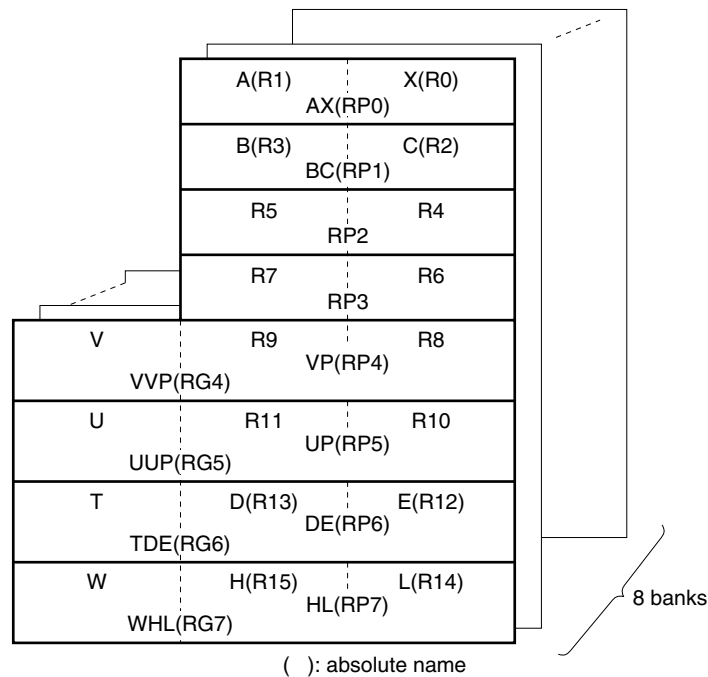 A(R1) X(R0)
AX(RP0)
B(R3) C(R2)
BC(RP1)
R5 R4
RP2
R7 R6
RP3
V R9 R8
VP(RP4)
VVP(RG4)
U R11 R10
UP(RP5)
UUP(RG5)
T D(R13) E(R12)
DE(RP6)
TDE(RG6)
W H(R15) L(R14)
HL(RP7)
WHL(RG7)
8 banks
( ): absolute name